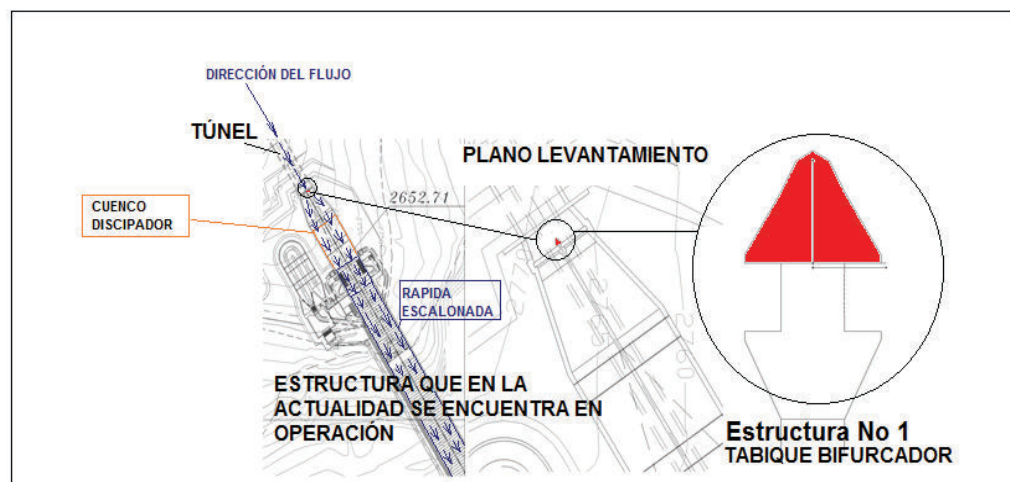 DIRECCIÓN DEL FLUJO
TÚNEL
PLANO LEVANTAMIENTO
2652.71
CUENCO
DISCIPADOR
RAPIDA
ESCALONADA
ESTRUCTURA QUE EN LA
ACTUALIDAD SE ENCUENTRA EN
OPERACIÓN
2760
Estructura No 1
TABIQUE BIFURCADOR